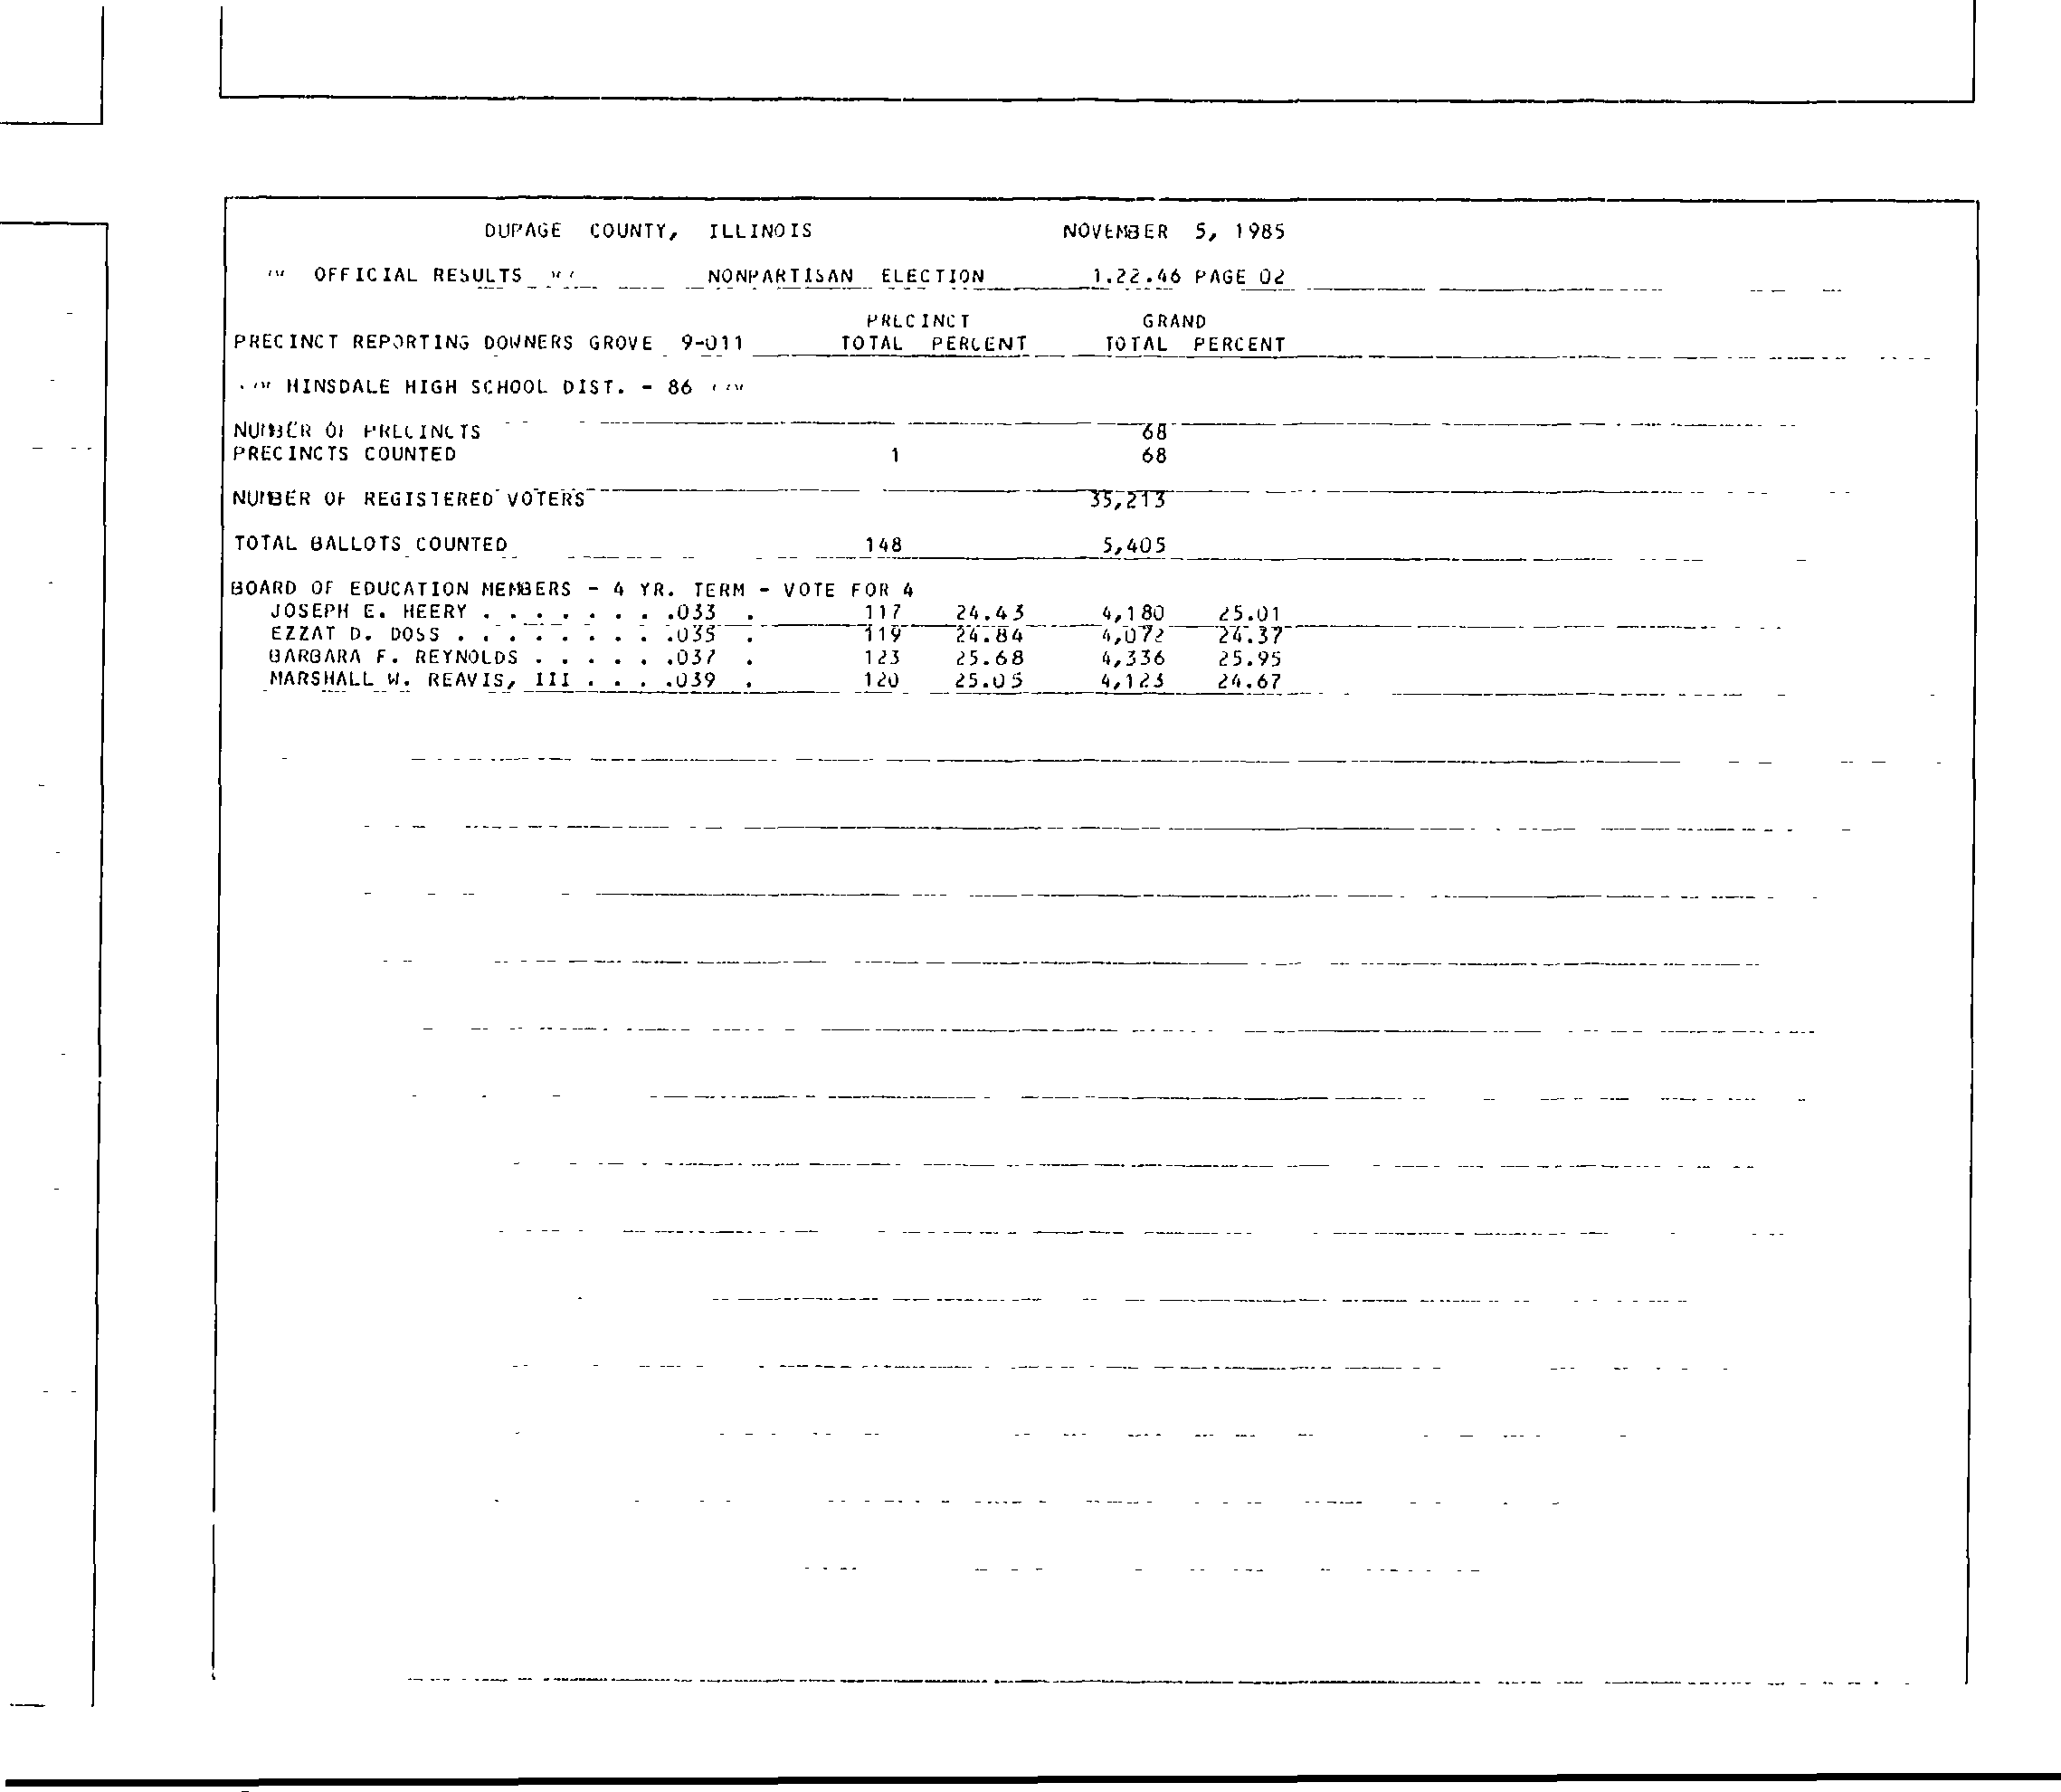 DUPAGE COUNTY, ILLINOIS NOVEMBER 5, 1985
OFFICIAL RESULTS NONPARTISAN ELECTION 1.22.46 PAGE 02
PRECINCT GRAND
PRECINCT REPORTING DOWNERS GROVE 9-011 TOTAL PERCENT TOTAL PERCENT
HINSDALE HIGH SCHOOL DIST. - 86
NUMBER OF PRECINCTS 68
PRECINCTS COUNTED 1 68
NUMBER OF REGISTERED VOTERS 35,213
TOTAL BALLOTS COUNTED 148 5,405
BOARD OF EDUCATION MEMBERS - 4 YR. TERM - VOTE FOR 4
JOSEPH E. HEERY . . . . . . . .033 . 117 24.43 4,180 25.01
EZZAT D. DOSS . . . . . . . . .035 . 119 24.84 4,072 24.37
BARBARA F. REYNOLDS . . . . . .037 . 123 25.68 4,336 25.95
MARSHALL W. REAVIS, III . . . .039 . 120 25.05 4,123 24.67